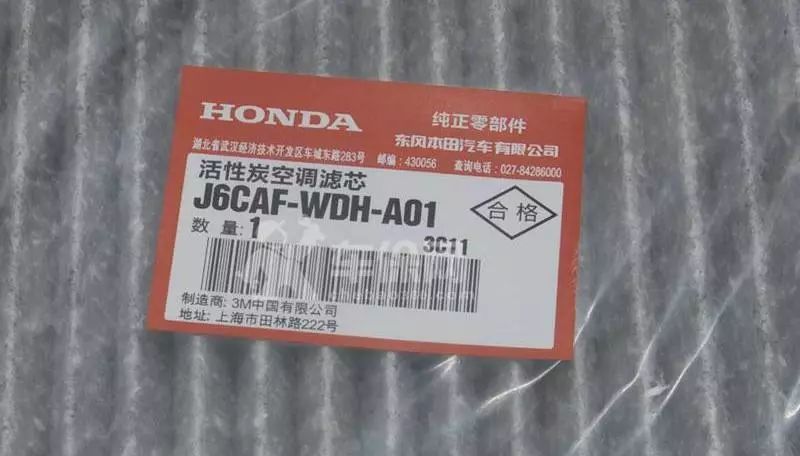 HONDA
纯正零部件
东风本田汽车有限公司
湖北省武汉经济技术开发区车城东路283号 邮编:430056 查询电话:027-84286000
活性炭空调滤芯
J6CAF-WDH-A01
合格
数量:1
3C11
制造商:3M中国有限公司
地址:上海市田林路222号